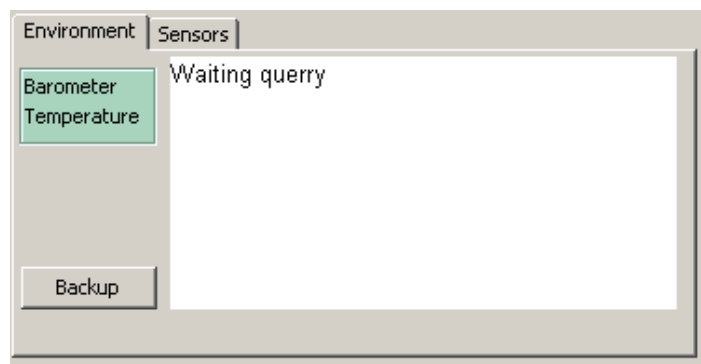 Environment
Sensors
Barometer
Temperature
Waiting querry
Backup